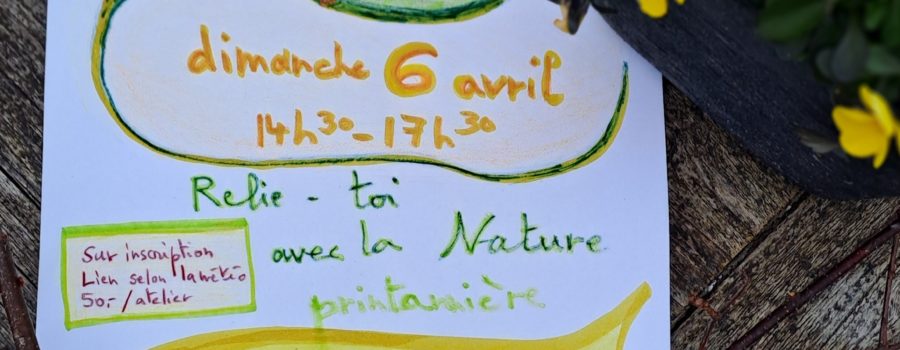 dimanche 6 avril
14h30 - 17h30
Relie - toi
avec la Nature
printanière
Sur inscription
Lien selon la météo
50.- / atelier